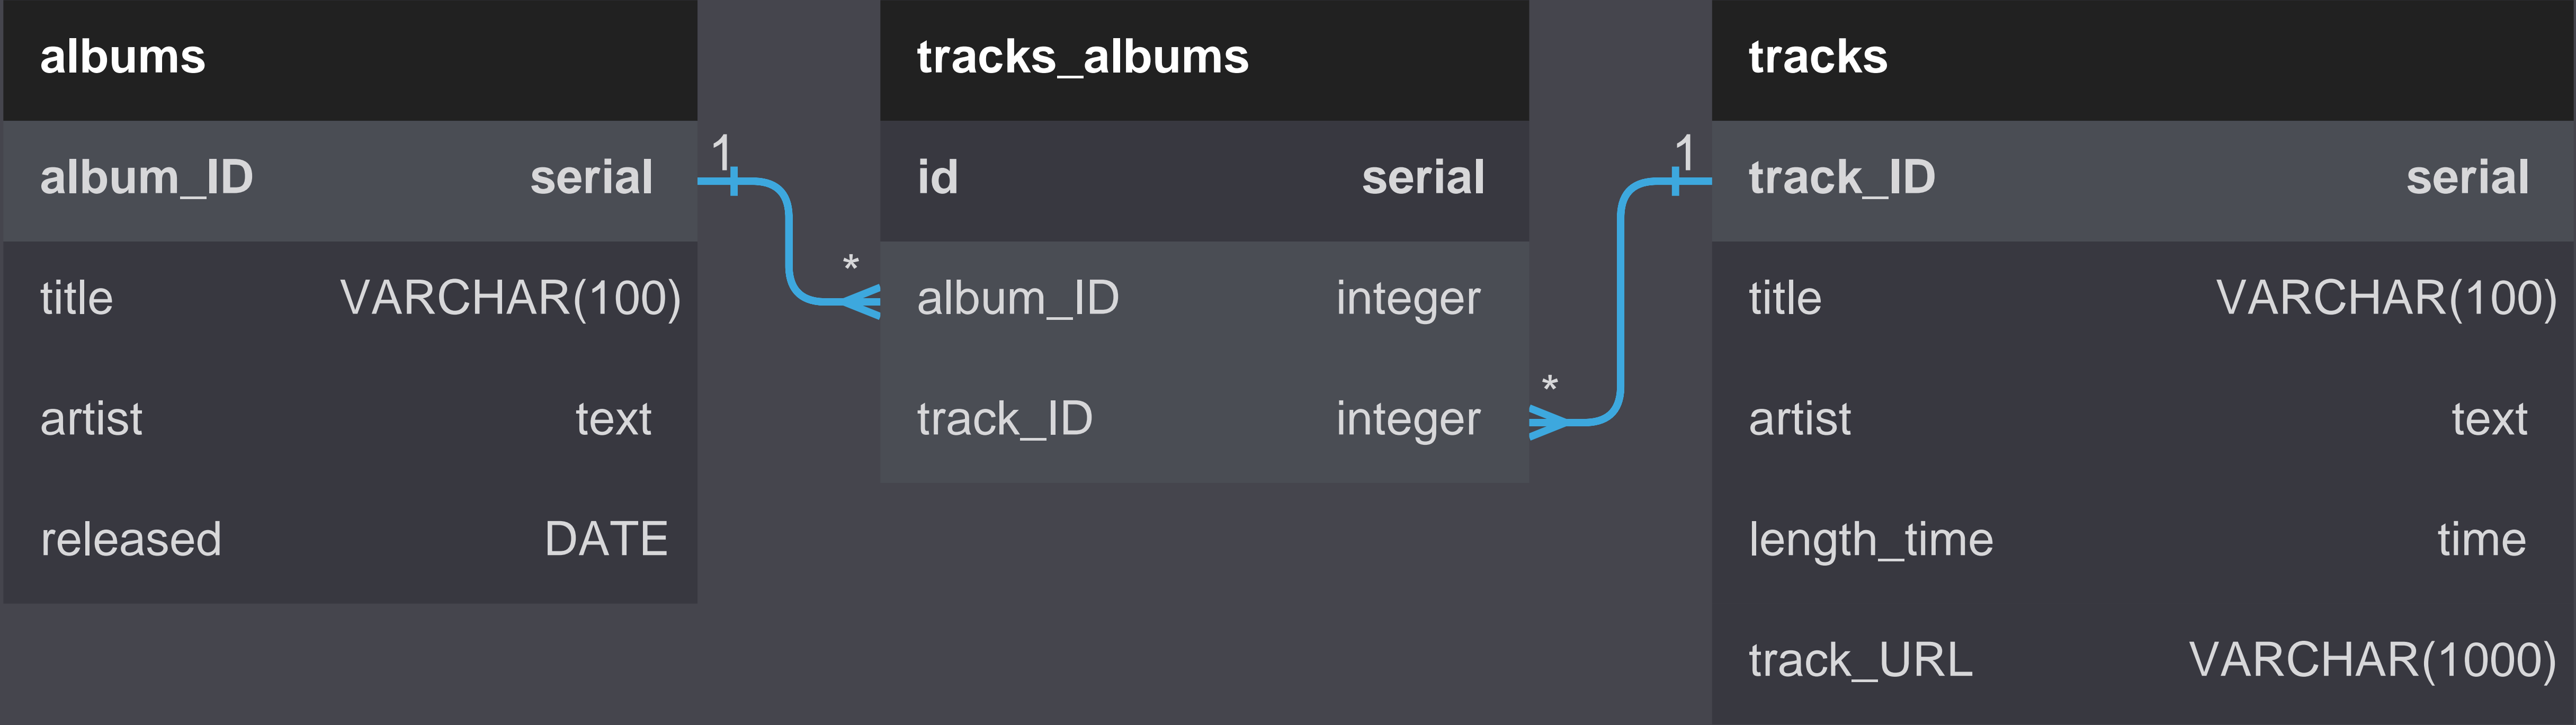 albums
album_ID serial
title VARCHAR(100)
artist text
released DATE
1
*
tracks_albums
id serial
album_ID integer
track_ID integer
*
1
tracks
track_ID serial
title VARCHAR(100)
artist text
length_time time
track_URL VARCHAR(1000)